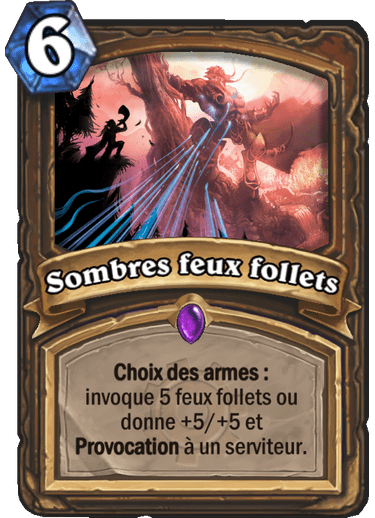 6
Sombres feux follets
Choix des armes :
invoque 5 feux follets ou
donne +5/+5 et
Provocation à un serviteur.